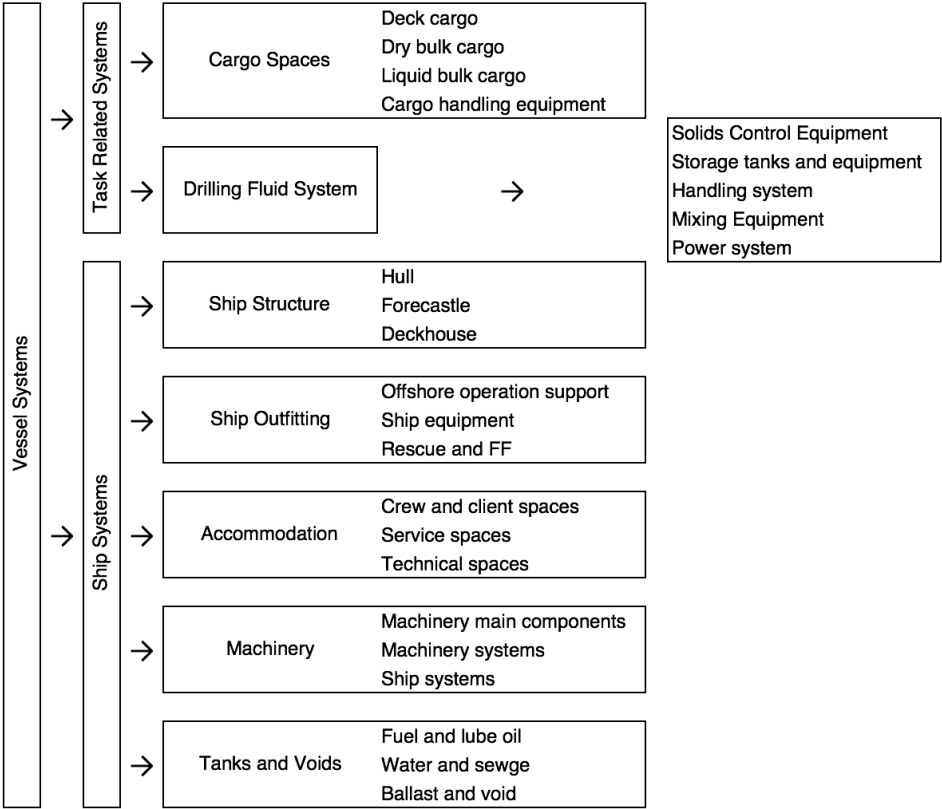 Vessel Systems
Task Related Systems
Cargo Spaces
Deck cargo
Dry bulk cargo
Liquid bulk cargo
Cargo handling equipment
Drilling Fluid System
Solids Control Equipment
Storage tanks and equipment
Handling system
Mixing Equipment
Power system
Ship Systems
Ship Structure
Hull
Forecastle
Deckhouse
Ship Outfitting
Offshore operation support
Ship equipment
Rescue and FF
Accommodation
Crew and client spaces
Service spaces
Technical spaces
Machinery
Machinery main components
Machinery systems
Ship systems
Tanks and Voids
Fuel and lube oil
Water and sewge
Ballast and void